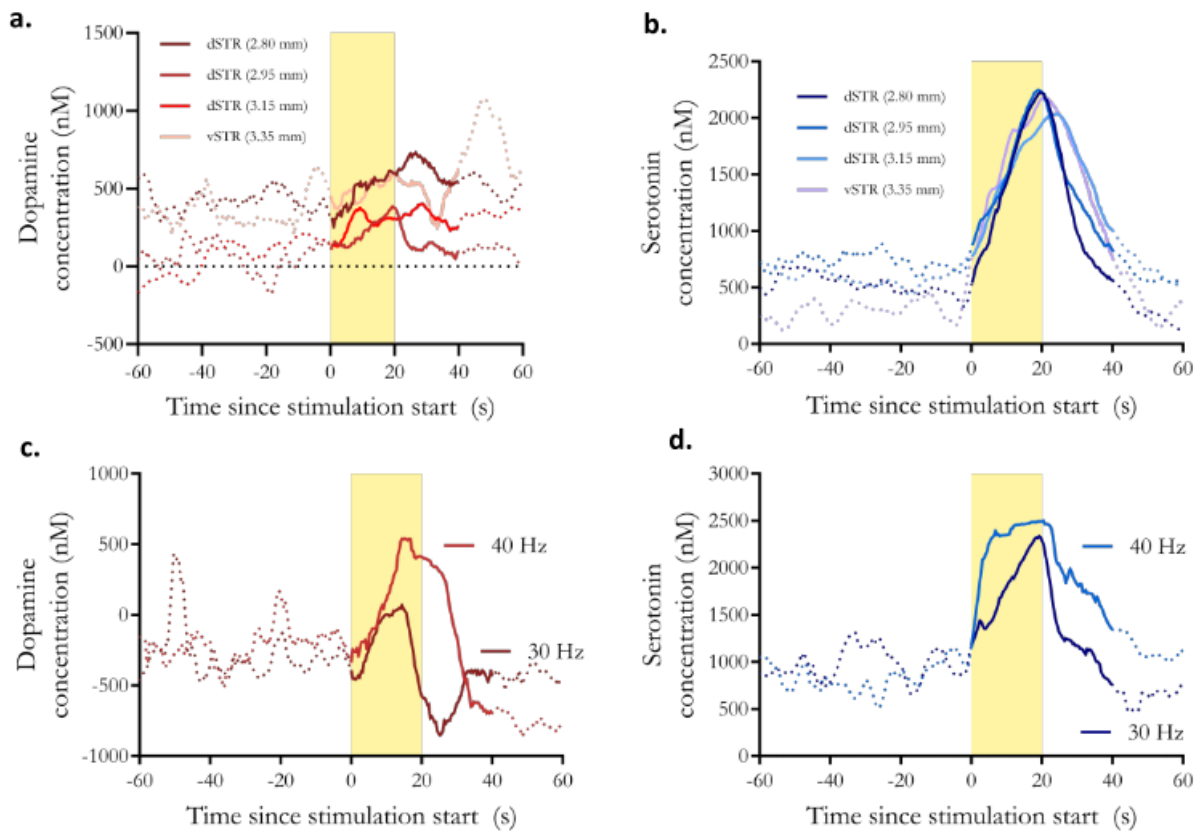 a.
Dopamine
concentration (nM)
1500
1000
500
0
-500
dSTR (2.80 mm)
dSTR (2.95 mm)
dSTR (3.15 mm)
vSTR (3.35 mm)
-60 -40 -20 0 20 40 60
Time since stimulation start (s)
b.
Serotonin
concentration (nM)
2500
2000
1500
1000
500
0
dSTR (2.80 mm)
dSTR (2.95 mm)
dSTR (3.15 mm)
vSTR (3.35 mm)
-60 -40 -20 0 20 40 60
Time since stimulation start (s)
c.
Dopamine
concentration (nM)
1000
500
0
-500
-1000
40 Hz
30 Hz
-60 -40 -20 0 20 40 60
Time since stimulation start (s)
d.
Serotonin
concentration (nM)
3000
2500
2000
1500
1000
500
0
40 Hz
30 Hz
-60 -40 -20 0 20 40 60
Time since stimulation start (s)